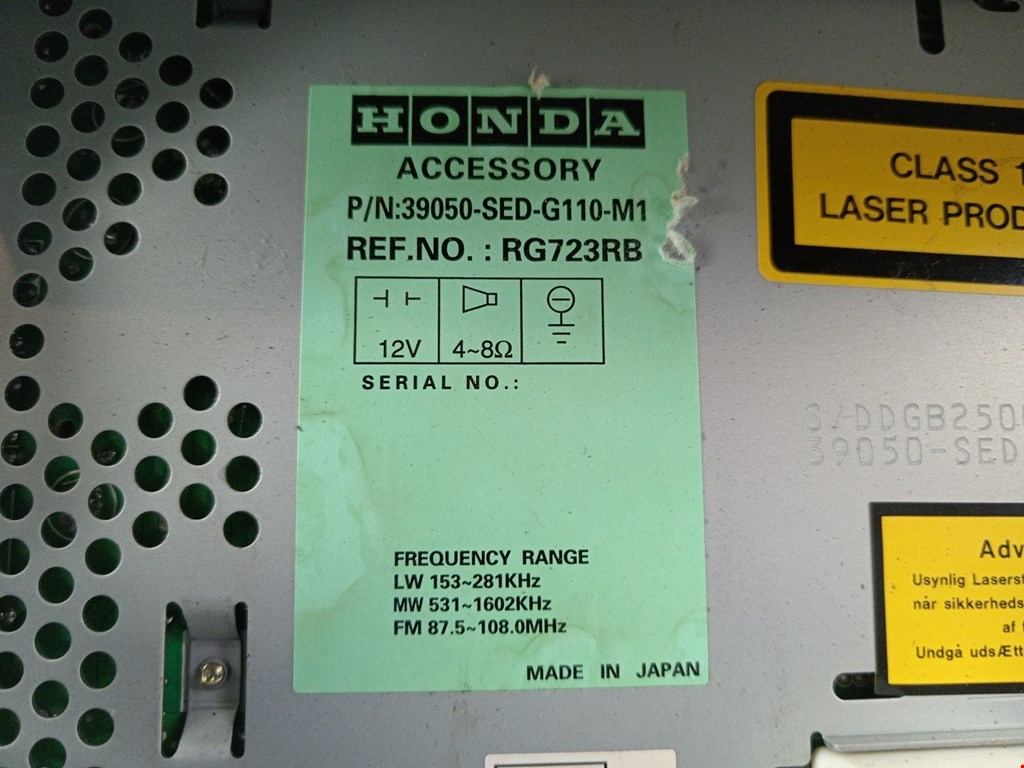 HONDA
ACCESSORY
P/N:39050-SED-G110-M1
REF.NO. : RG723RB
12V 4~8Ω
SERIAL NO.:
FREQUENCY RANGE
LW 153~281KHz
MW 531~1602KHz
FM 87.5~108.0MHz
MADE IN JAPAN
CLASS 1
LASER PROD
S/DDGB250
39050-SED
Adv
Usynlig Laserst
når sikkerheds
af
Undgå udsÆtt